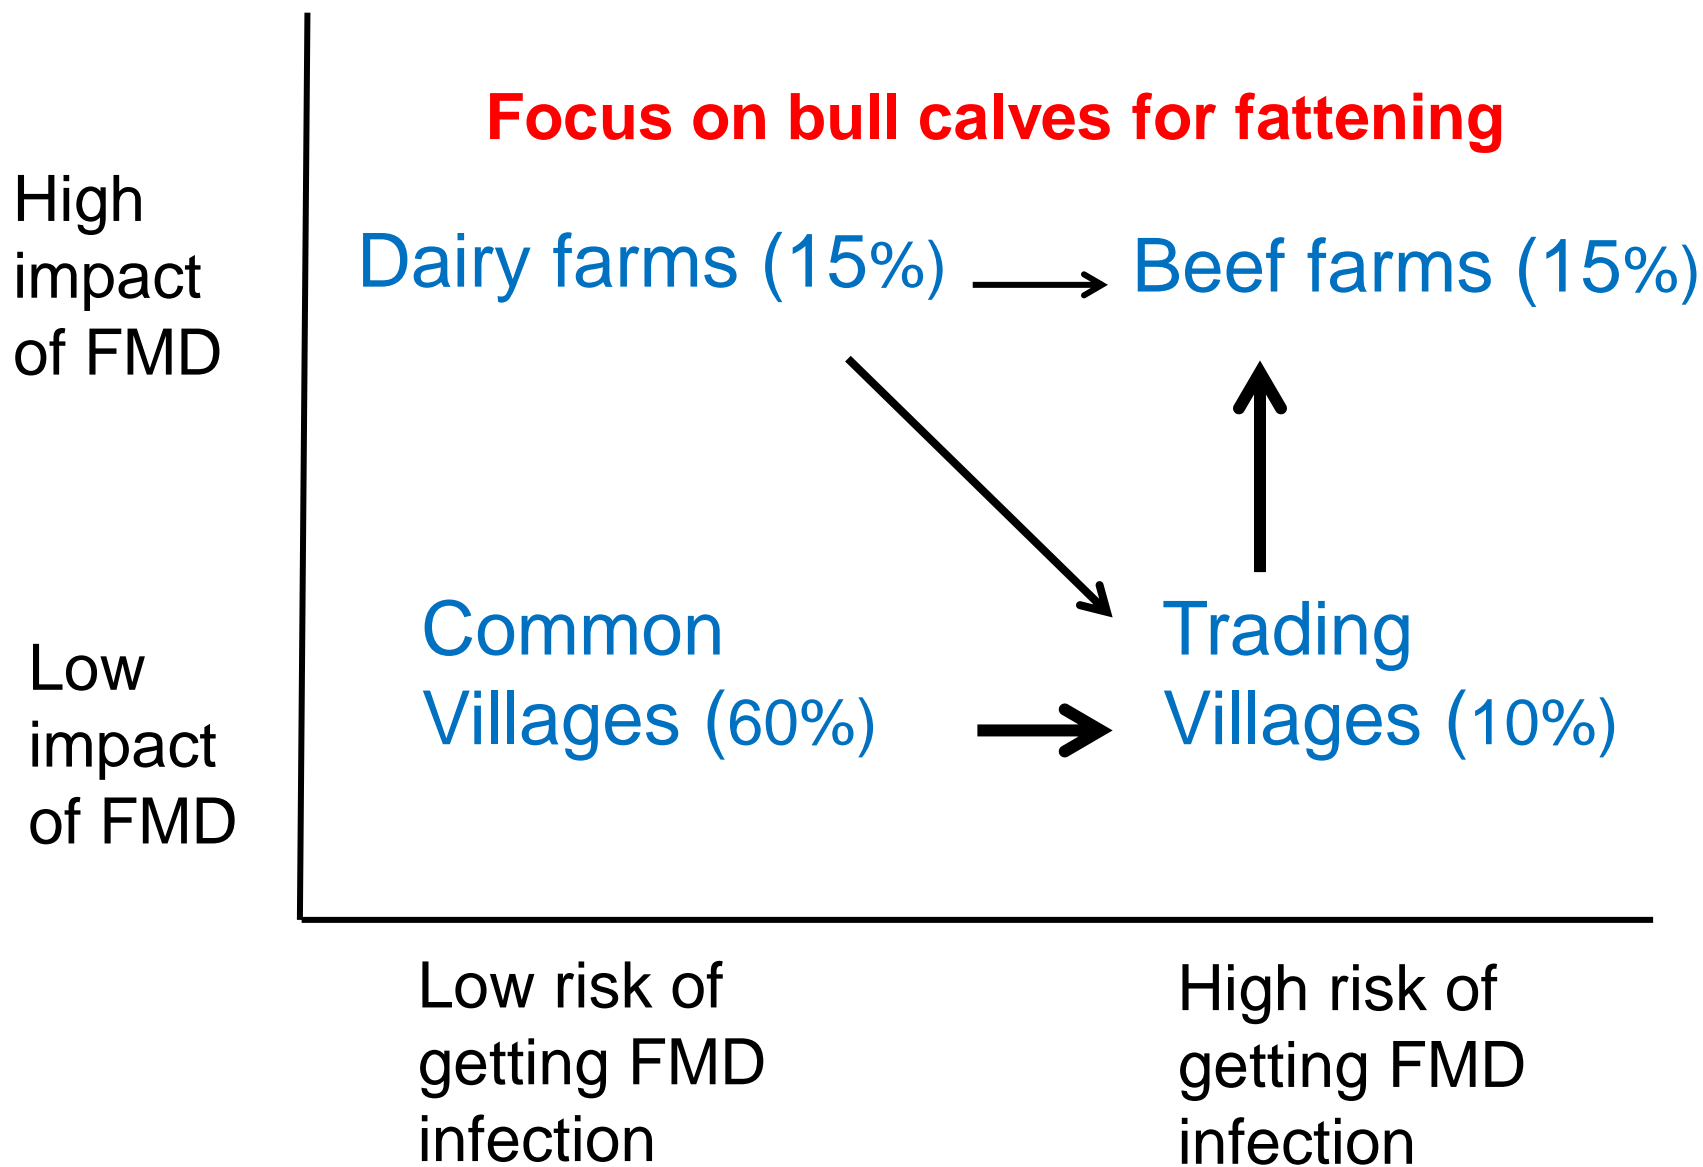 Focus on bull calves for fattening
High
impact
of FMD
Dairy farms (15%)
Beef farms (15%)
Low
impact
of FMD
Common
Villages (60%)
Trading
Villages (10%)
Low risk of
getting FMD
infection
High risk of
getting FMD
infection